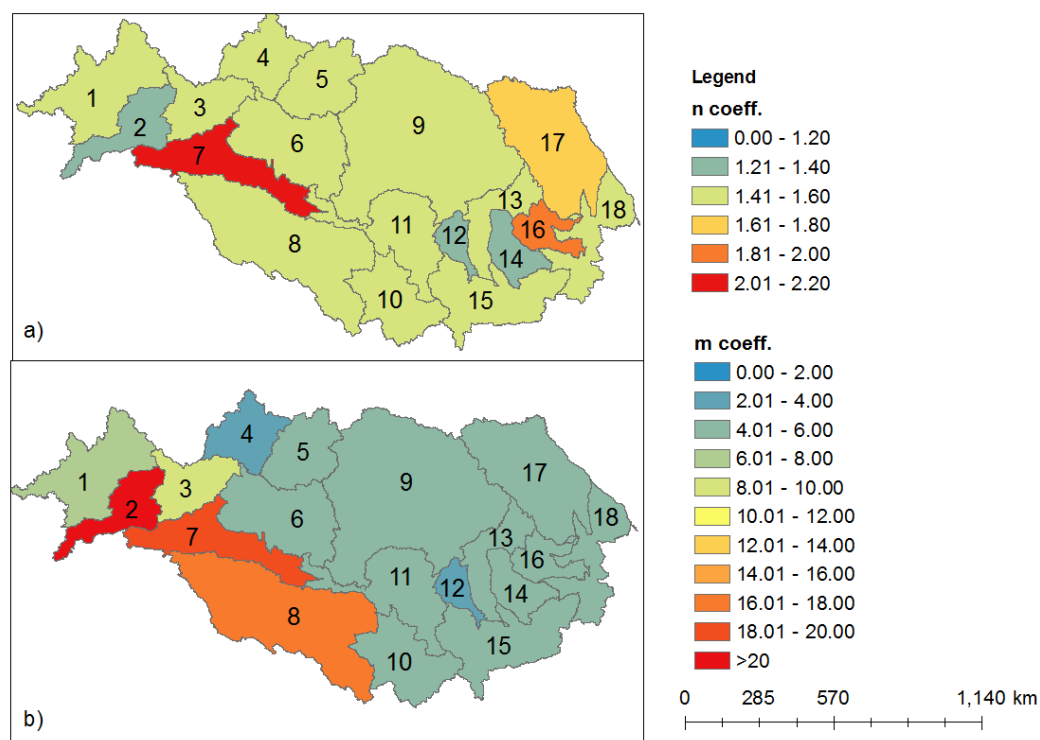 1
2
3
4
5
6
7
8
9
10
11
12
13
14
15
16
17
18
a)
1
2
3
4
5
6
7
8
9
10
11
12
13
14
15
16
17
18
b)
Legend
n coeff.
0.00 - 1.20
1.21 - 1.40
1.41 - 1.60
1.61 - 1.80
1.81 - 2.00
2.01 - 2.20
m coeff.
0.00 - 2.00
2.01 - 4.00
4.01 - 6.00
6.01 - 8.00
8.01 - 10.00
10.01 - 12.00
12.01 - 14.00
14.01 - 16.00
16.01 - 18.00
18.01 - 20.00
>20
0 285 570 1,140 km